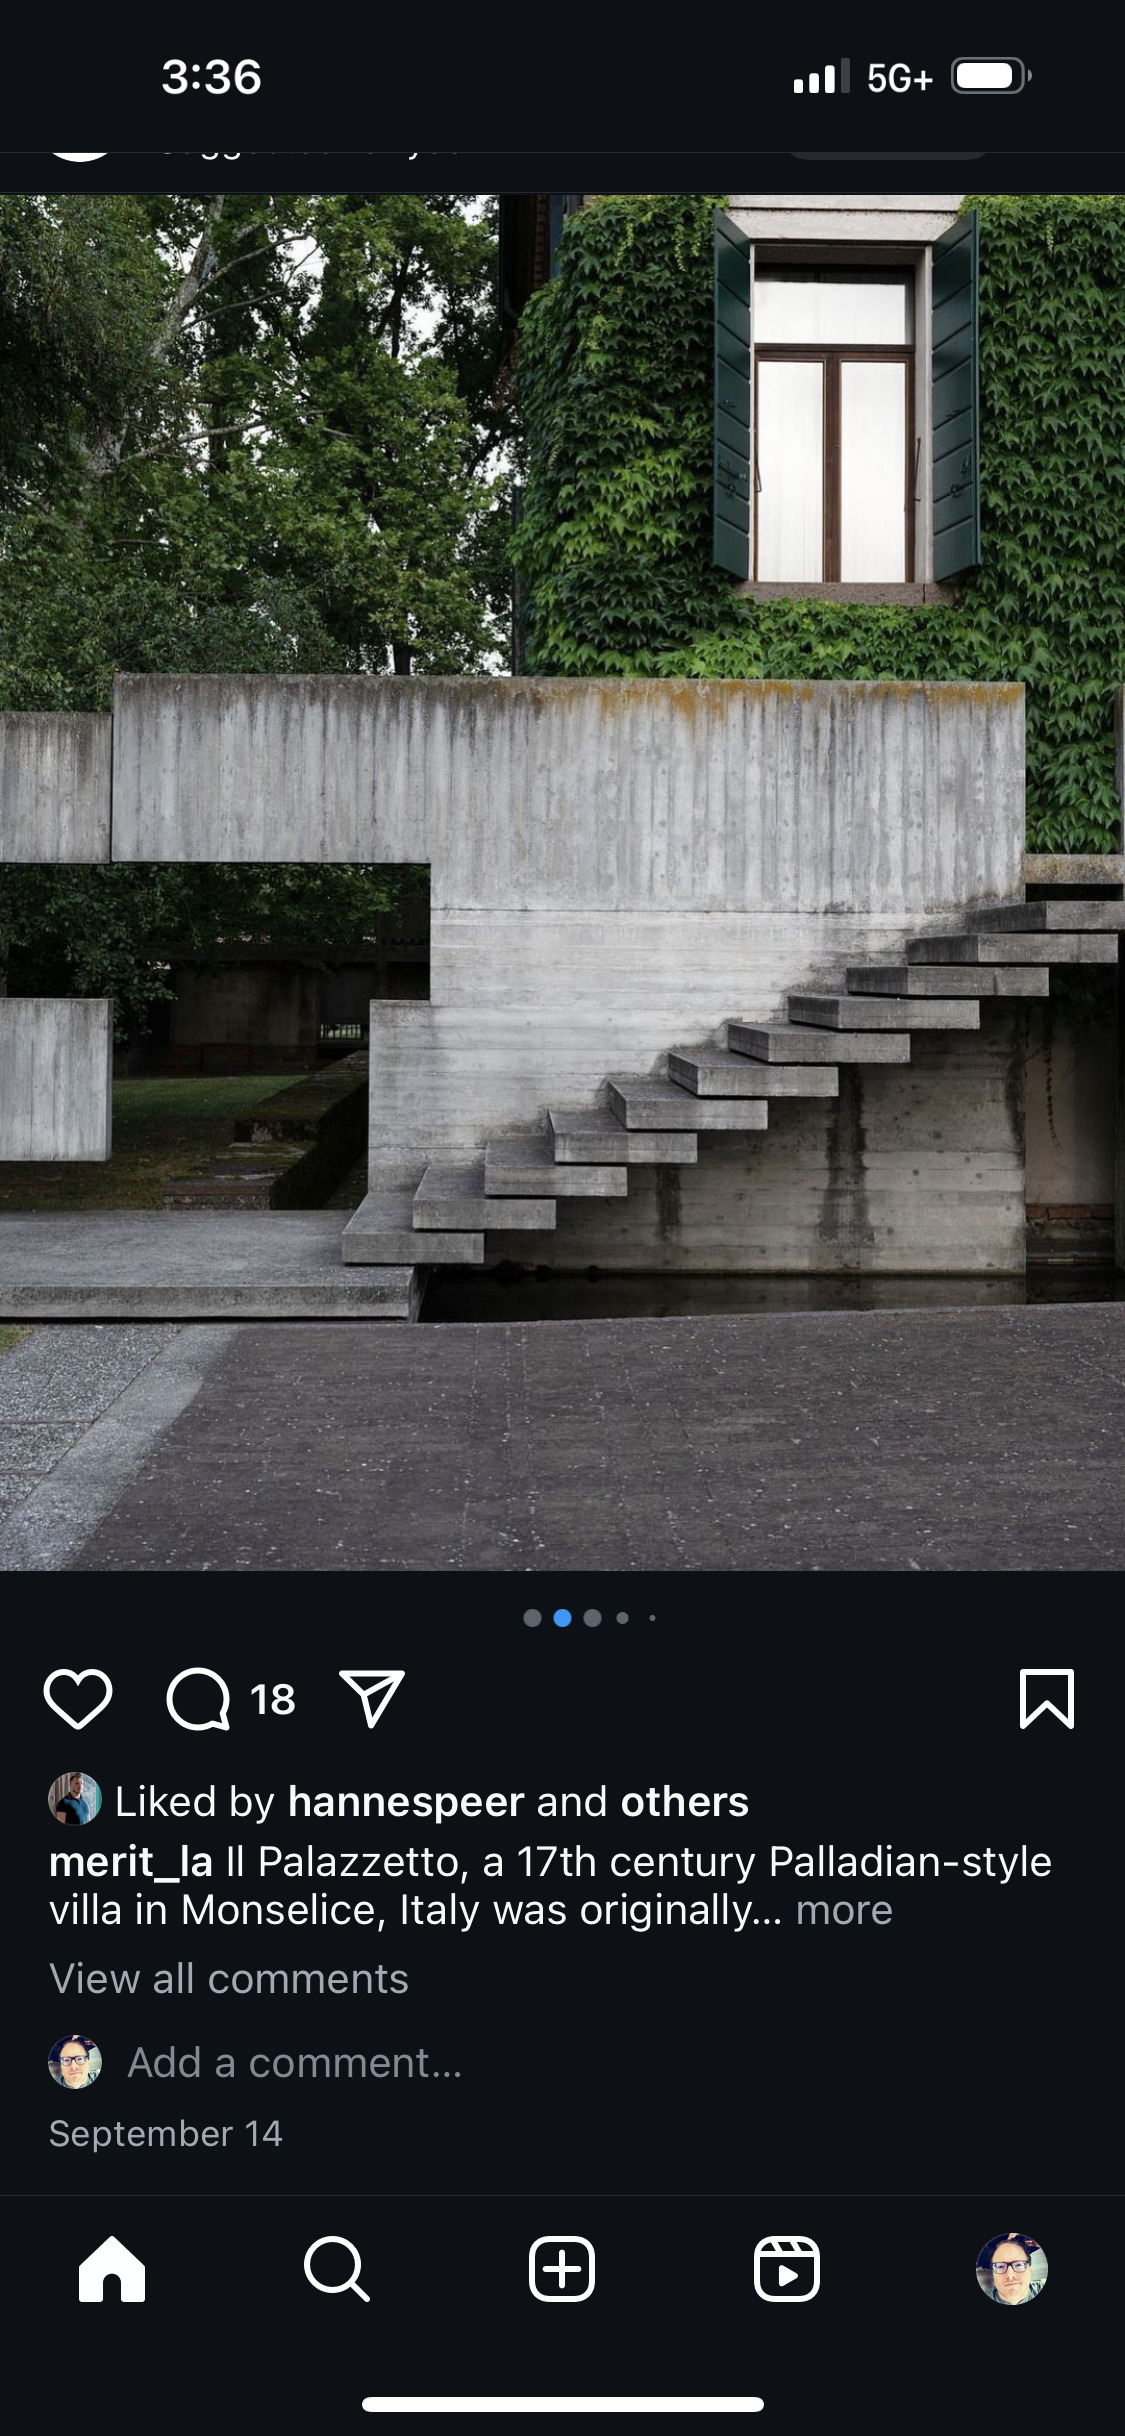 3:36
5G+
18
Liked by hannespeer and others
merit_la Il Palazzetto, a 17th century Palladian-style
villa in Monselice, Italy was originally... more
View all comments
Add a comment...
September 14